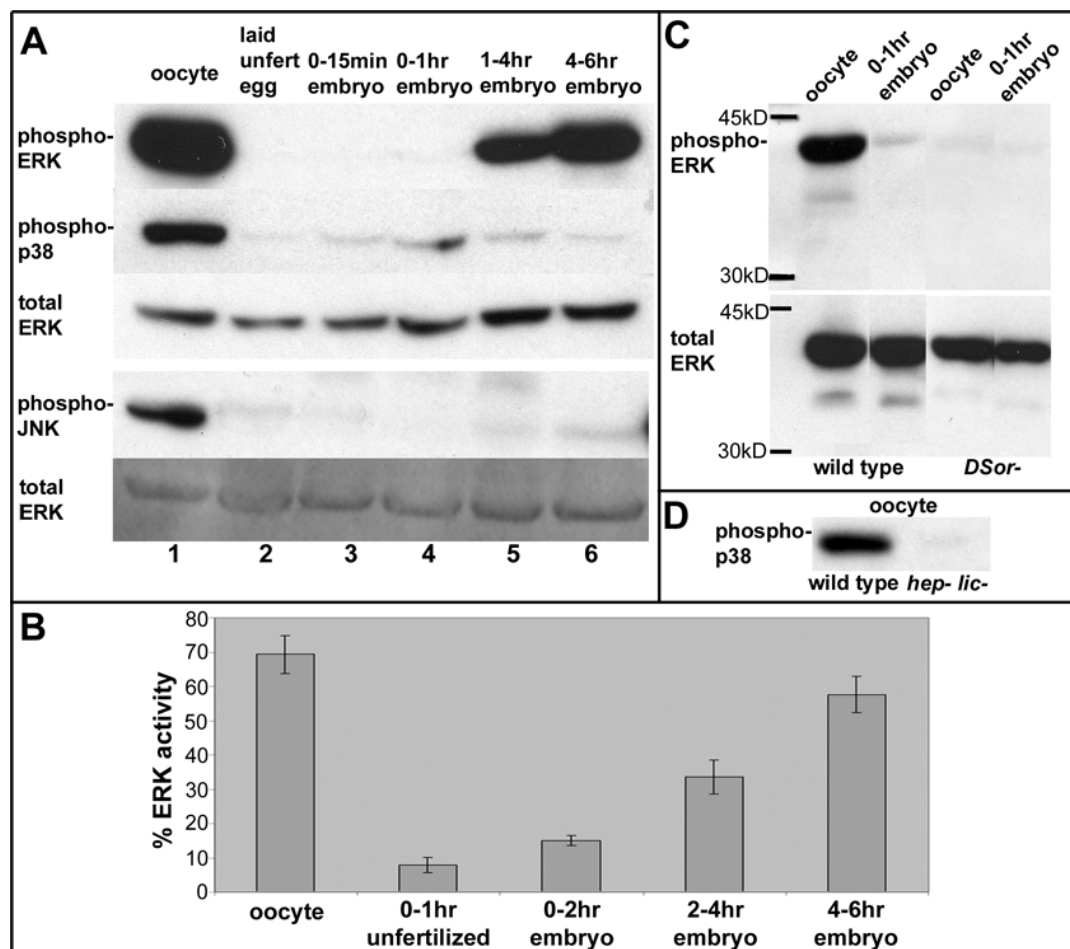 A
oocyte
laid
unfert
egg
0-15min
embryo
0-1hr
embryo
1-4hr
embryo
4-6hr
embryo
phospho-
ERK
phospho-
p38
total
ERK
phospho-
JNK
total
ERK
1 2 3 4 5 6
C
oocyte
0-1hr
embryo
oocyte
0-1hr
embryo
45kD
phospho-
ERK
30kD
45kD
total
ERK
30kD
wild type DSor-
D
oocyte
phospho-
p38
wild type hep- lic-
B
% ERK activity
80
70
60
50
40
30
20
10
0
oocyte
0-1hr
unfertilized
0-2hr
embryo
2-4hr
embryo
4-6hr
embryo